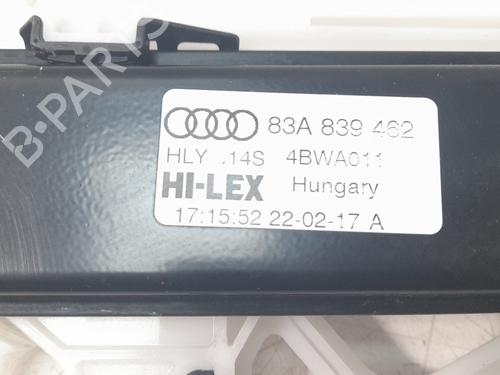 B-PARTS
83A 839 462
HLY .14S 4BWA011
HI-LEX Hungary
17:15:52 22-02-17 A